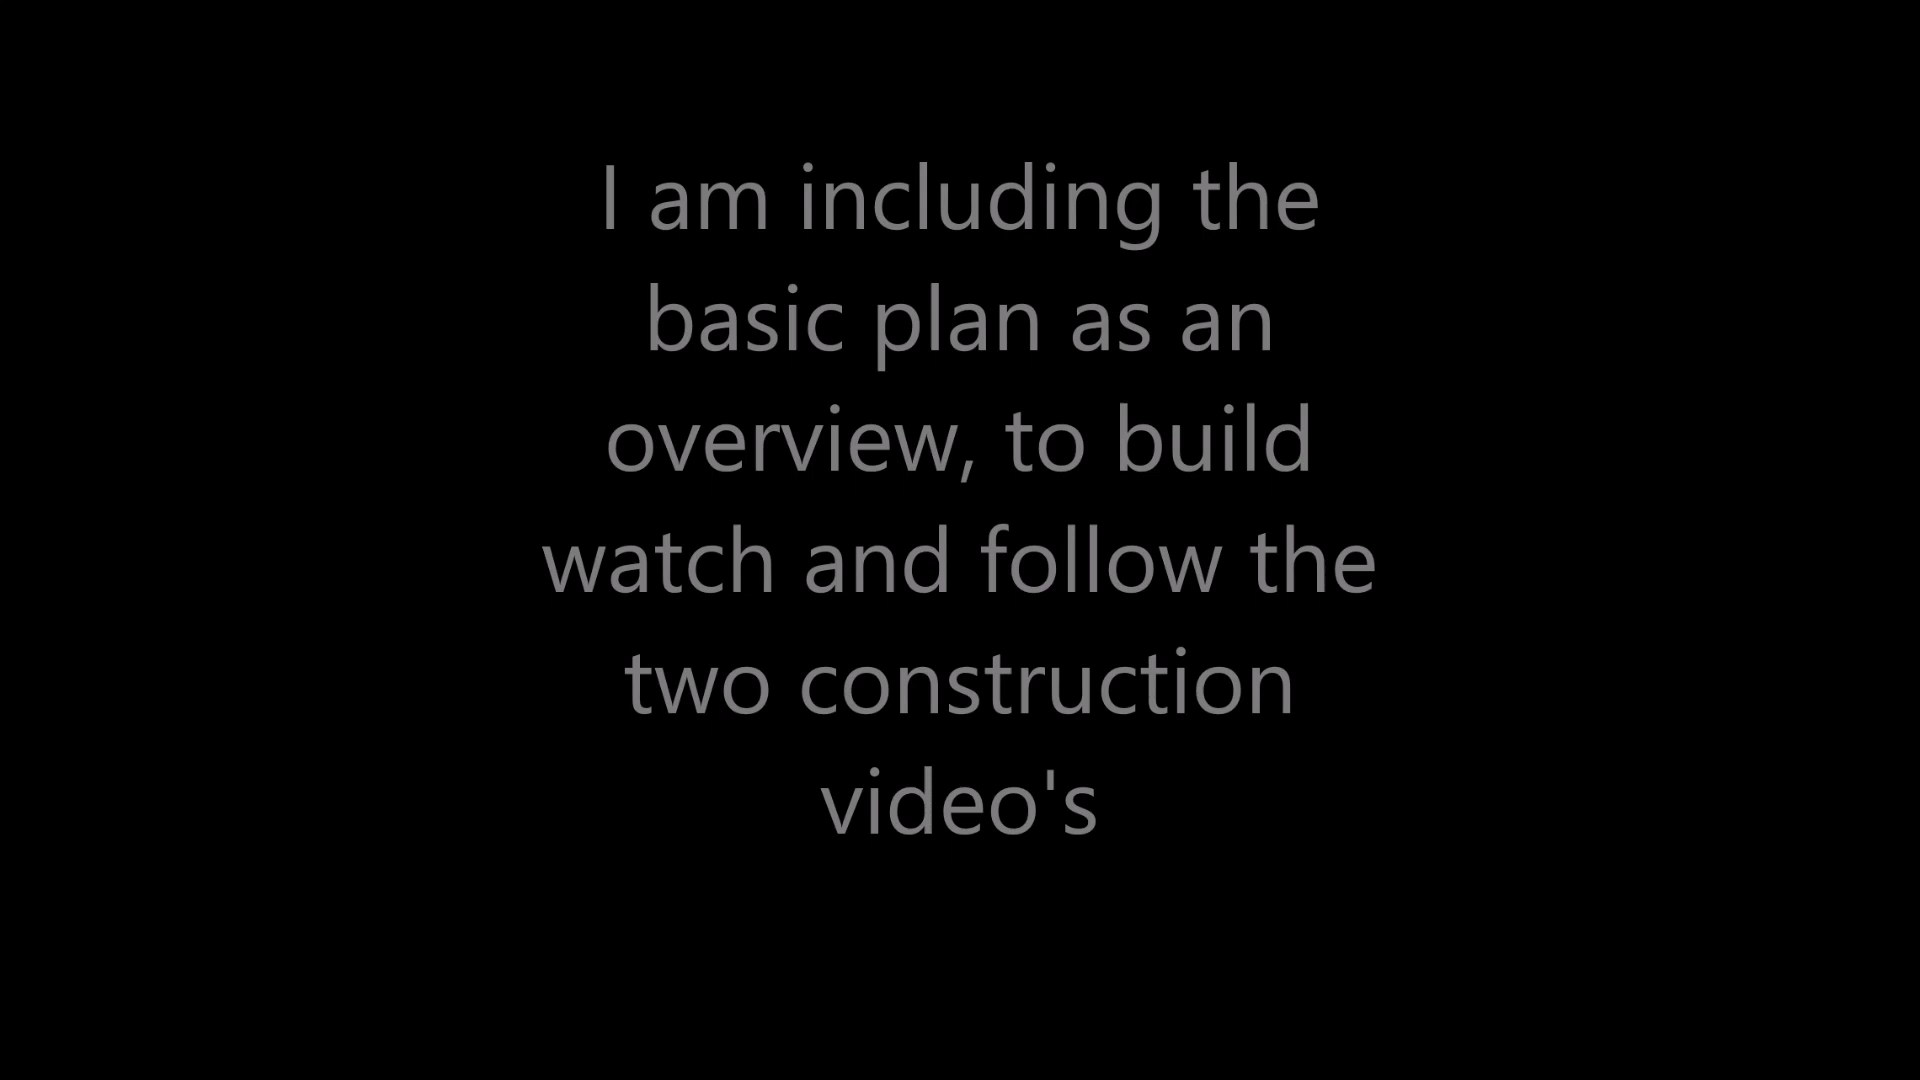 I am including the
basic plan as an
overview, to build
watch and follow the
two construction
video's